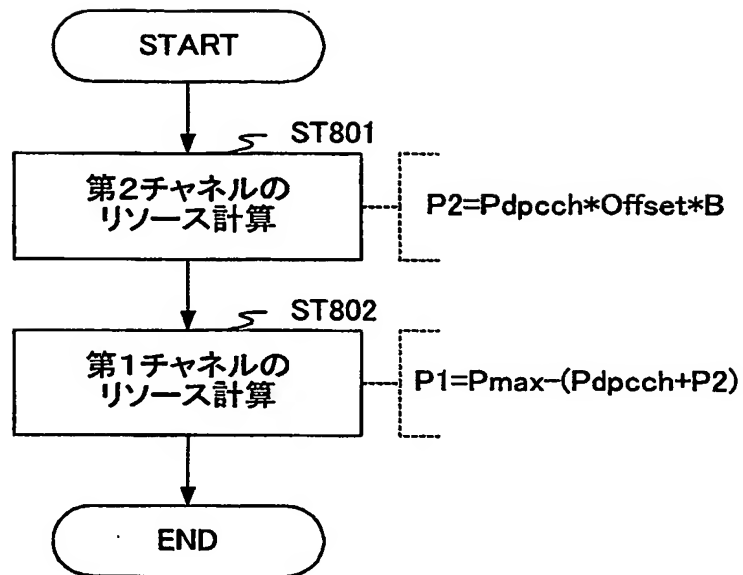 START
ST801
第2チャネルの
リソース計算
P2=Pdpcch*Offset*B
ST802
第1チャネルの
リソース計算
P1=Pmax-(Pdpcch+P2)
END